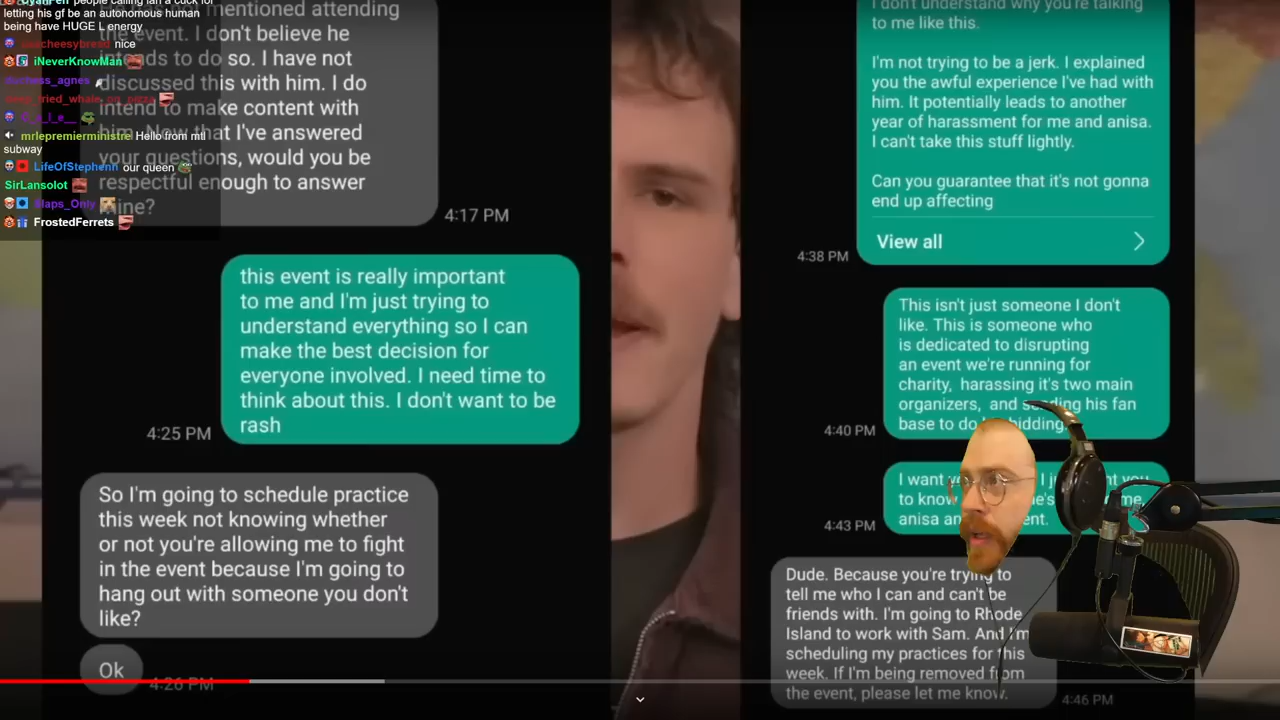 people calling ian a cuck for
letting his gf be an autonomous human
being have HUGE L energy
nice
iNeverKnowMan
duchess_agnes
mrlepremierministre Hello from mtl
subway
LifeOfStephenn our queen
SirLansolot
Slaps_Only
FrostedFerrets
mentioned attending
the event. I don't believe he
intends to do so. I have not
discussed this with him. I do
intend to make content with
him. Now that I've answered
your questions, would you be
respectful enough to answer
mine?
4:17 PM
this event is really important
to me and I'm just trying to
understand everything so I can
make the best decision for
everyone involved. I need time to
think about this. I don't want to be
rash
4:25 PM
So I'm going to schedule practice
this week not knowing whether
or not you're allowing me to fight
in the event because I'm going to
hang out with someone you don't
like?
Ok
4:26 PM
I don't understand why you're talking
to me like this.
I'm not trying to be a jerk. I explained
you the awful experience I've had with
him. It potentially leads to another
year of harassment for me and anisa.
I can't take this stuff lightly.
Can you guarantee that it's not gonna
end up affecting
View all
4:38 PM
This isn't just someone I don't
like. This is someone who
is dedicated to disrupting
an event we're running for
charity, harassing it's two main
organizers, and sending his fan
base to do his bidding.
4:40 PM
I want
to know
me,
anisa
4:43 PM
Dude. Because you're trying to
tell me who I can and can't be
friends with. I'm going to Rhode
Island to work with Sam. And I'm
scheduling my practices for this
week. If I'm being removed from
the event, please let me know.
4:46 PM